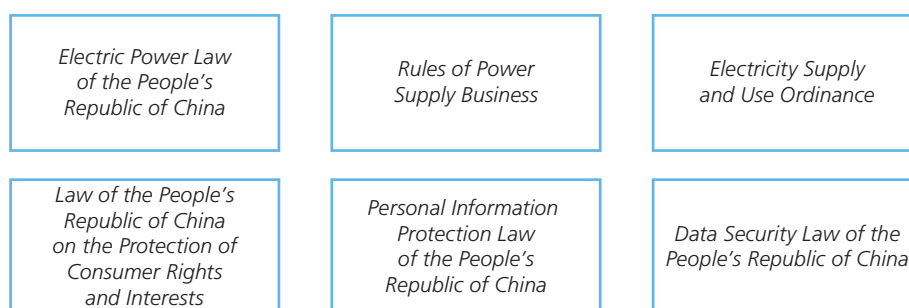 Electric Power Law
of the People's
Republic of China
Rules of Power
Supply Business
Electricity Supply
and Use Ordinance
Law of the People's
Republic of China
on the Protection of
Consumer Rights
and Interests
Personal Information
Protection Law
of the People's
Republic of China
Data Security Law of the
People's Republic of China